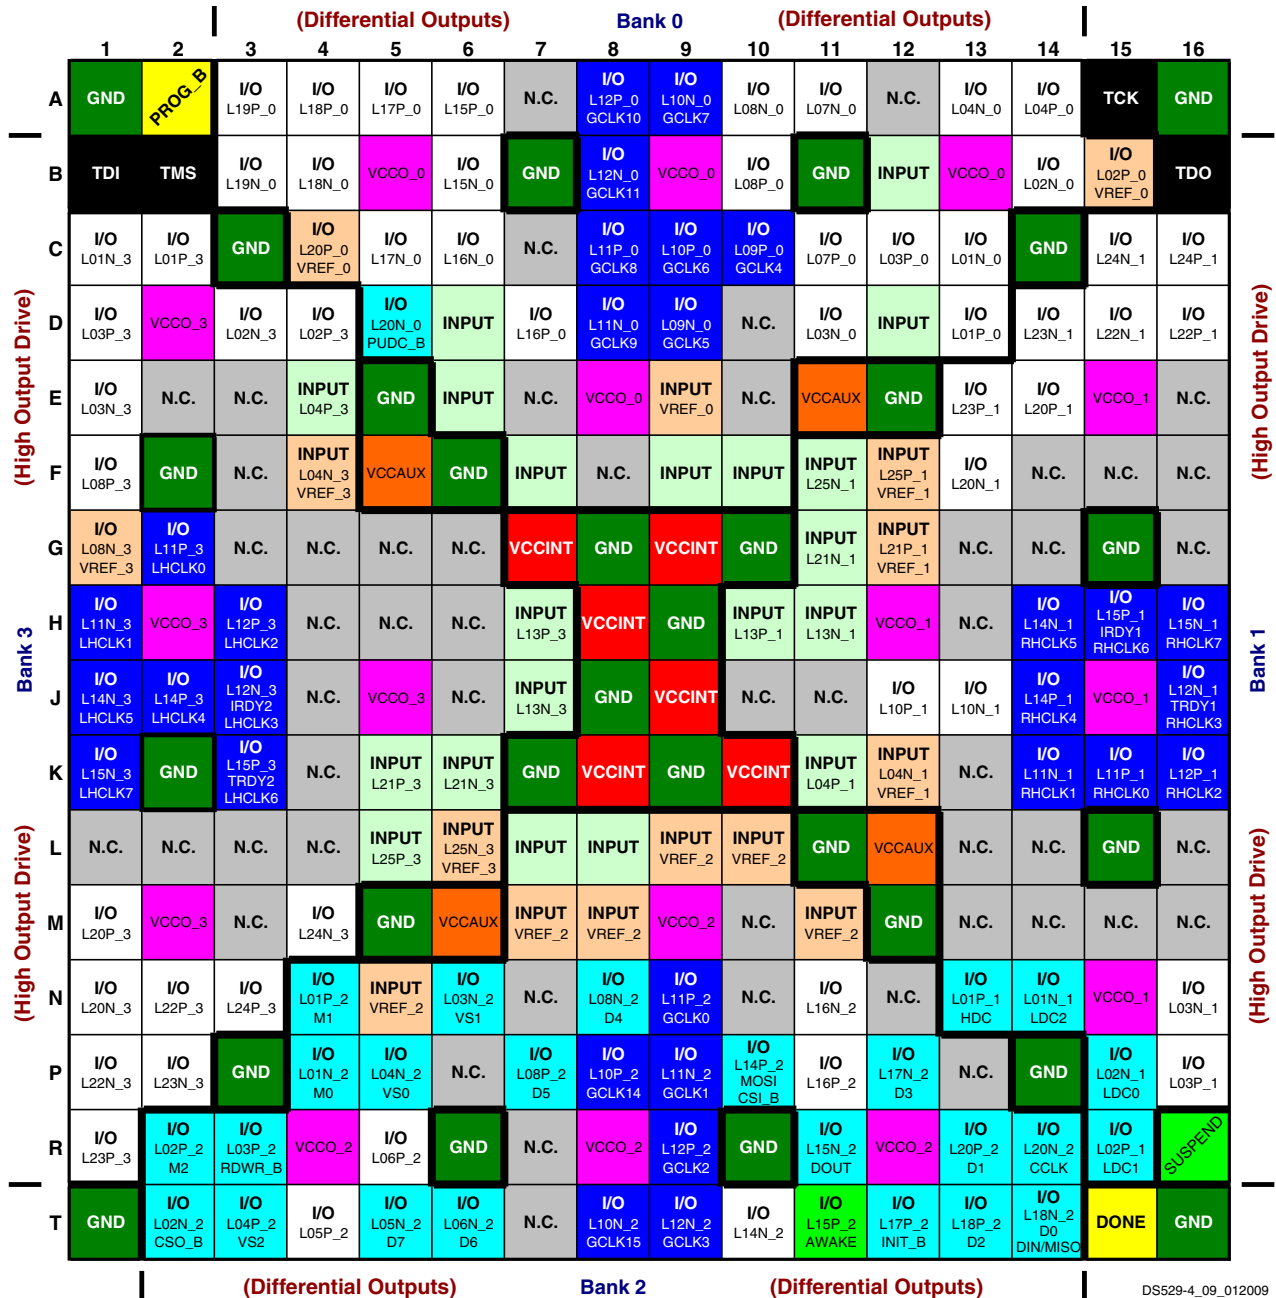 (Differential Outputs) Bank 0 (Differential Outputs)
1 2 3 4 5 6 7 8 9 10 11 12 13 14 15 16
A
GND
PROG_B
I/O
L19P_0
I/O
L18P_0
I/O
L17P_0
I/O
L15P_0
N.C.
I/O
L12P_0
GCLK10
I/O
L10N_0
GCLK7
I/O
L08N_0
I/O
L07N_0
N.C.
I/O
L04N_0
I/O
L04P_0
TCK
GND
B
TDI
TMS
I/O
L19N_0
I/O
L18N_0
VCCO_0
I/O
L15N_0
GND
I/O
L12N_0
GCLK11
VCCO_0
I/O
L08P_0
GND
INPUT
VCCO_0
I/O
L02N_0
I/O
L02P_0
VREF_0
TDO
C
I/O
L01N_3
I/O
L01P_3
GND
I/O
L20P_0
VREF_0
I/O
L17N_0
I/O
L16N_0
N.C.
I/O
L11P_0
GCLK8
I/O
L10P_0
GCLK6
I/O
L09P_0
GCLK4
I/O
L07P_0
I/O
L03P_0
I/O
L01N_0
GND
I/O
L24N_1
I/O
L24P_1
D
I/O
L03P_3
VCCO_3
I/O
L02N_3
I/O
L02P_3
I/O
L20N_0
PUDC_B
INPUT
I/O
L16P_0
I/O
L11N_0
GCLK9
I/O
L09N_0
GCLK5
N.C.
I/O
L03N_0
INPUT
I/O
L01P_0
I/O
L23N_1
I/O
L22N_1
I/O
L22P_1
(High Output Drive)
(High Output Drive)
E
I/O
L03N_3
N.C.
N.C.
INPUT
L04P_3
GND
INPUT
N.C.
VCCO_0
INPUT
VREF_0
VCCAUX
GND
I/O
L23P_1
I/O
L20P_1
VCCO_1
N.C.
F
I/O
L08P_3
GND
N.C.
INPUT
L04N_3
VREF_3
VCCAUX
GND
INPUT
N.C.
INPUT
INPUT
INPUT
L25N_1
INPUT
L25P_1
VREF_1
I/O
L20N_1
N.C.
N.C.
N.C.
G
I/O
L08N_3
VREF_3
I/O
L11P_3
LHCLK0
N.C.
N.C.
N.C.
N.C.
VCCINT
GND
VCCINT
GND
INPUT
L21N_1
INPUT
L21P_1
VREF_1
N.C.
N.C.
GND
N.C.
H
I/O
L11N_3
LHCLK1
VCCO_3
I/O
L12P_3
LHCLK2
N.C.
N.C.
N.C.
INPUT
L13P_3
VCCINT
GND
INPUT
L13P_1
INPUT
L13N_1
VCCO_1
N.C.
I/O
L14N_1
RHCLK5
I/O
L15P_1
IRDY1
RHCLK6
I/O
L15N_1
RHCLK7
Bank 3
Bank 1
J
I/O
L14N_3
LHCLK5
I/O
L14P_3
LHCLK4
I/O
L12N_3
IRDY2
LHCLK3
N.C.
VCCO_3
N.C.
INPUT
L13N_3
GND
VCCINT
N.C.
N.C.
I/O
L10P_1
I/O
L10N_1
I/O
L14P_1
RHCLK4
VCCO_1
I/O
L12N_1
TRDY1
RHCLK3
K
I/O
L15N_3
LHCLK7
GND
I/O
L15P_3
TRDY2
LHCLK6
N.C.
INPUT
L21P_3
INPUT
L21N_3
GND
VCCINT
GND
VCCINT
INPUT
L04P_1
INPUT
L04N_1
VREF_1
N.C.
I/O
L11N_1
RHCLK1
I/O
L11P_1
RHCLK0
I/O
L12P_1
RHCLK2
L
N.C.
N.C.
N.C.
N.C.
INPUT
L25P_3
INPUT
L25N_3
VREF_3
INPUT
INPUT
INPUT
VREF_2
INPUT
VREF_2
GND
VCCAUX
N.C.
N.C.
GND
N.C.
(High Output Drive)
(High Output Drive)
M
I/O
L20P_3
VCCO_3
N.C.
I/O
L24N_3
GND
VCCAUX
INPUT
VREF_2
INPUT
VREF_2
VCCO_2
N.C.
INPUT
VREF_2
GND
N.C.
N.C.
N.C.
N.C.
N
I/O
L20N_3
I/O
L22P_3
I/O
L24P_3
I/O
L01P_2
M1
INPUT
VREF_2
I/O
L03N_2
VS1
N.C.
I/O
L08N_2
D4
I/O
L11P_2
GCLK0
N.C.
I/O
L16N_2
N.C.
I/O
L01P_1
HDC
I/O
L01N_1
LDC2
VCCO_1
I/O
L03N_1
P
I/O
L22N_3
I/O
L23N_3
GND
I/O
L01N_2
M0
I/O
L04N_2
VS0
N.C.
I/O
L08P_2
D5
I/O
L10P_2
GCLK14
I/O
L11N_2
GCLK1
I/O
L14P_2
MOSI
CSI_B
I/O
L16P_2
I/O
L17N_2
D3
N.C.
GND
I/O
L02N_1
LDC0
I/O
L03P_1
R
I/O
L23P_3
I/O
L02P_2
M2
I/O
L03P_2
RDWR_B
VCCO_2
I/O
L06P_2
GND
N.C.
VCCO_2
I/O
L12P_2
GCLK2
GND
I/O
L15N_2
DOUT
VCCO_2
I/O
L20P_2
D1
I/O
L20N_2
CCLK
I/O
L02P_1
LDC1
SUSPEND
T
GND
I/O
L02N_2
CSO_B
I/O
L04P_2
VS2
I/O
L05P_2
I/O
L05N_2
D7
I/O
L06N_2
D6
N.C.
I/O
L10N_2
GCLK15
I/O
L12N_2
GCLK3
I/O
L14N_2
I/O
L15P_2
AWAKE
I/O
L17P_2
INIT_B
I/O
L18P_2
D2
I/O
L18N_2
D0
DIN/MISO
DONE
GND
(Differential Outputs) Bank 2 (Differential Outputs)
DS529-4_09_012009